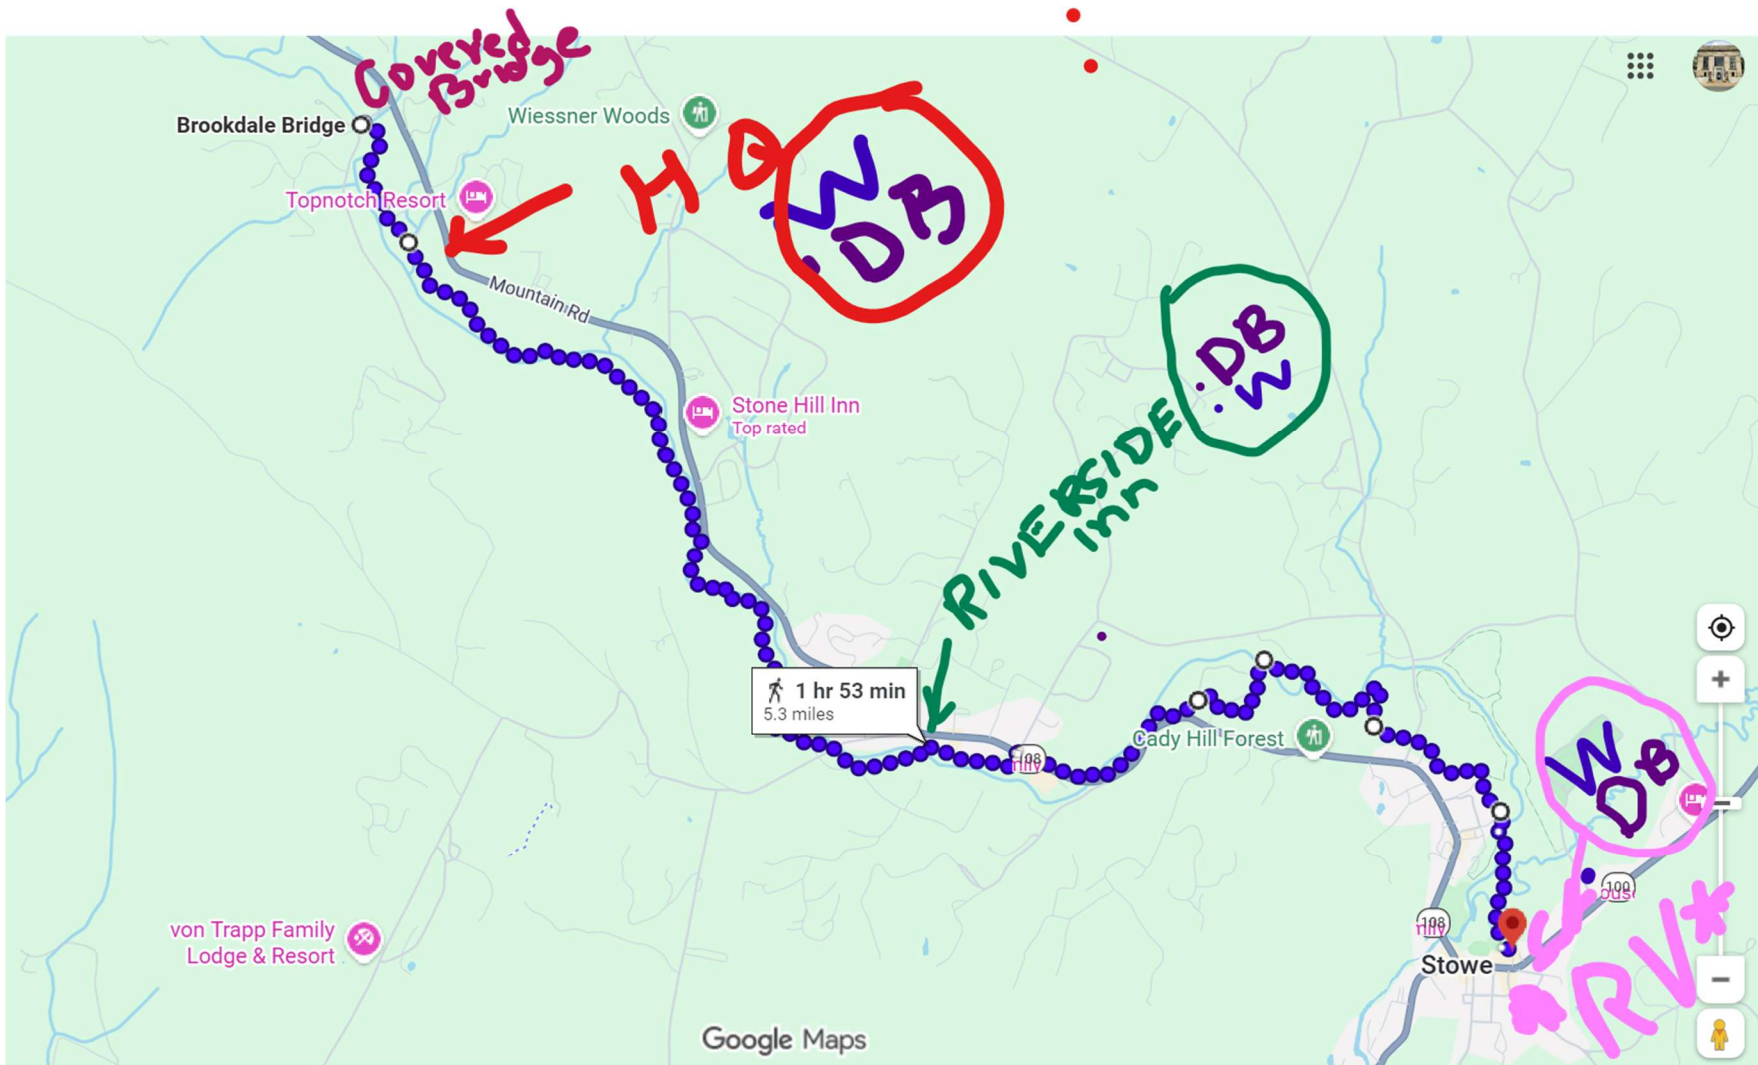 Covered
Bridge
Brookdale Bridge
Wiessner Woods
HQ
W
DB
Topnotch Resort
Mountain Rd
DB
W
Stone Hill Inn
Top rated
RIVERSIDE
inn
1 hr 53 min
5.3 miles
108
Cady Hill Forest
W
DB
100
108
RV*
von Trapp Family
Lodge & Resort
Stowe
Google Maps